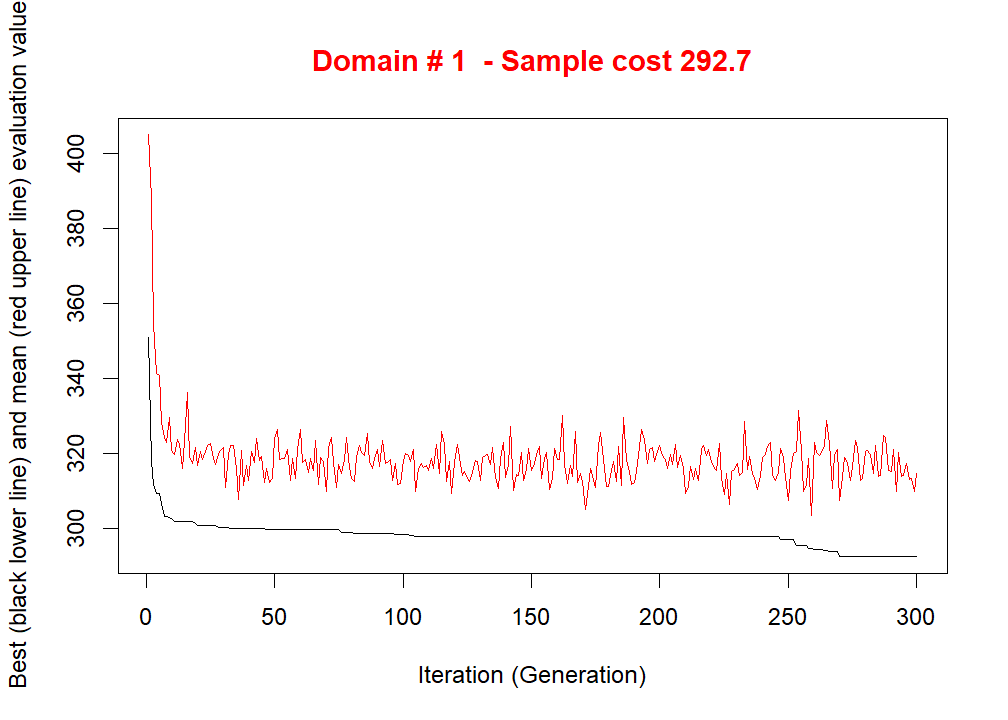 Domain # 1  - Sample cost 292.7
Best (black lower line) and mean (red upper line) evaluation value
400
380
360
340
320
300
0 50 100 150 200 250 300
Iteration (Generation)